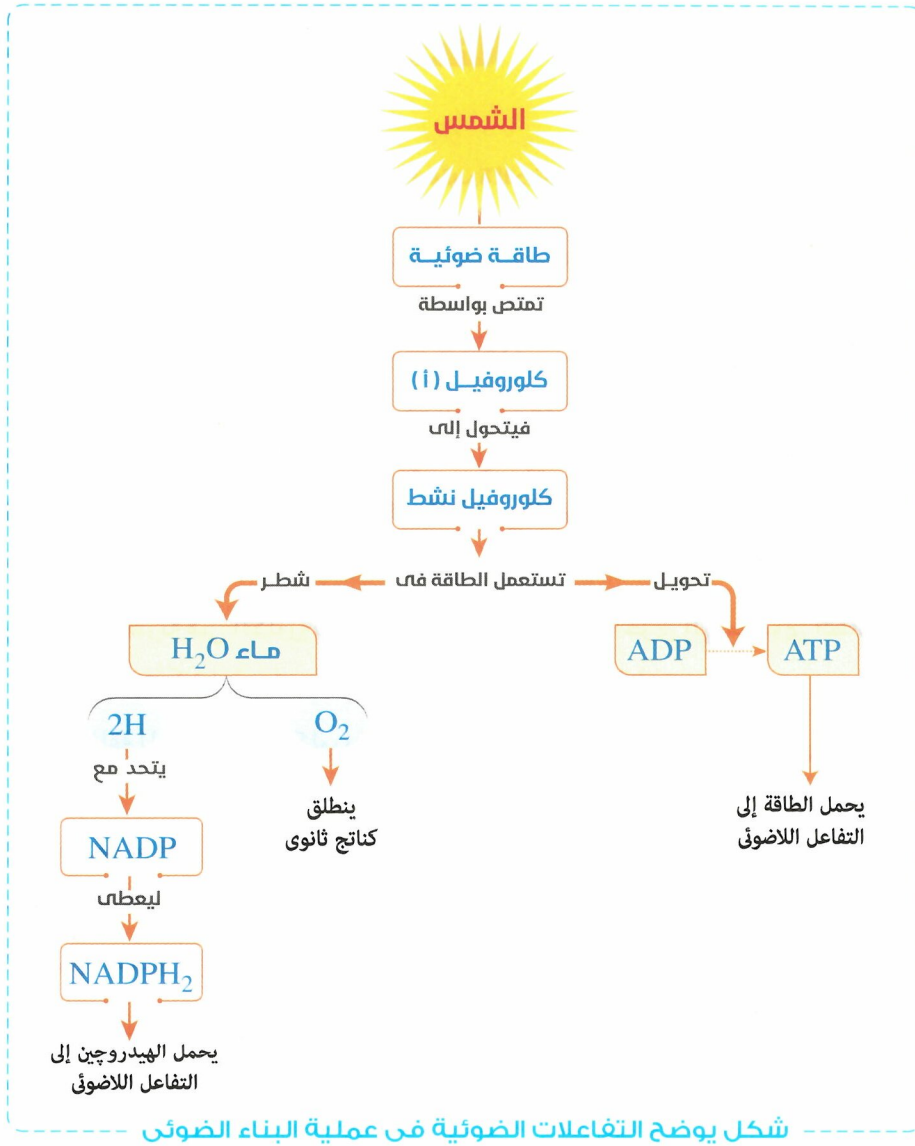 الشمس
طاقة ضوئية
تمتص بواسطة
كلوروفيل (أ)
فيتحول إلى
كلوروفيل نشط
تحويل
تستعمل الطاقة فى
شطر
ADP
ATP
يحمل الطاقة إلى
التفاعل اللاضوئى
ماء H₂O
O₂
ينطلق
كناتج ثانوى
2H
يتحد مع
NADP
ليعطى
NADPH₂
يحمل الهيدروچين إلى
التفاعل اللاضوئى
شكل يوضح التفاعلات الضوئية فى عملية البناء الضوئى